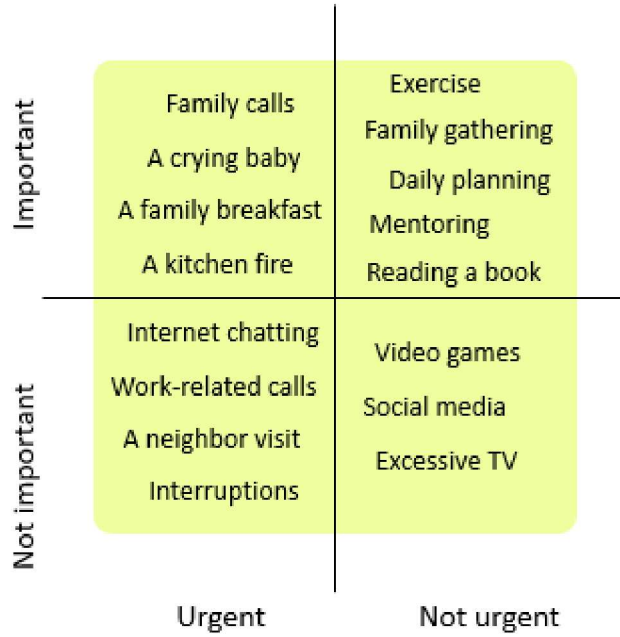 Important
Family calls
A crying baby
A family breakfast
A kitchen fire
Exercise
Family gathering
Daily planning
Mentoring
Reading a book
Not important
Internet chatting
Work-related calls
A neighbor visit
Interruptions
Video games
Social media
Excessive TV
Urgent
Not urgent